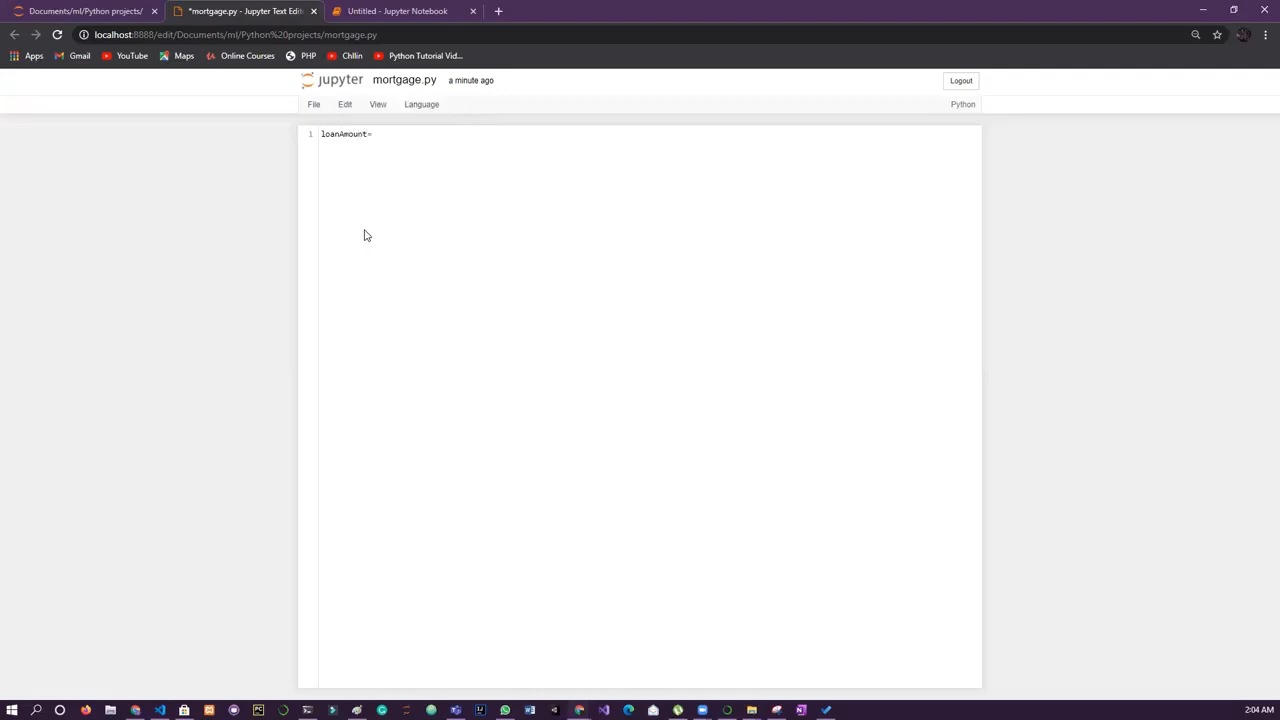 Documents/ml/Python projects/ *mortgage.py - Jupyter Text Edit Untitled - Jupyter Notebook
localhost:8888/edit/Documents/ml/Python%20projects/mortgage.py
Apps Gmail YouTube Maps Online Courses PHP Chllin Python Tutorial Vid...
jupyter mortgage.py a minute ago Logout
File Edit View Language Python
1 loanAmount=
2:04 AM